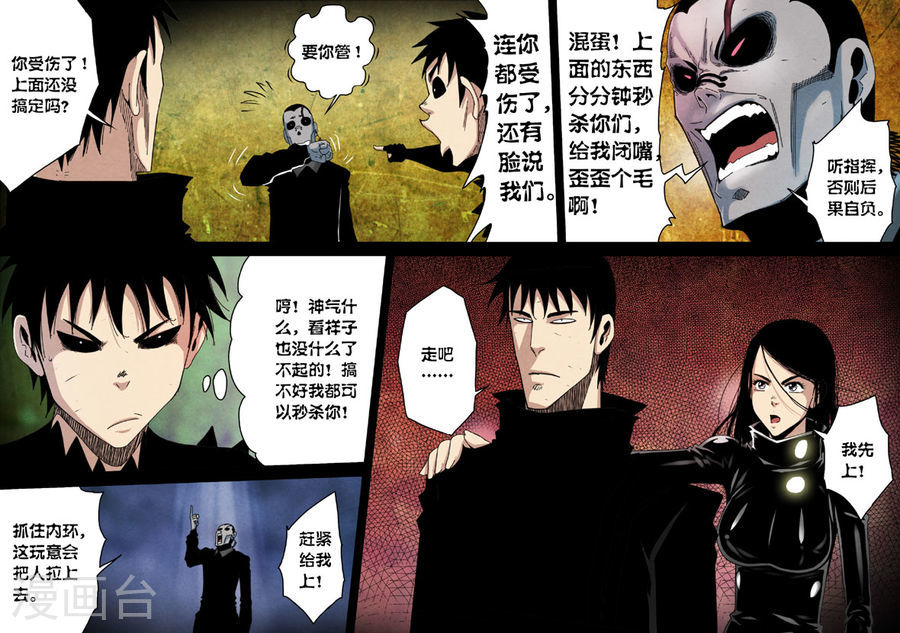 你受伤了！
上面还没
搞定吗？
要你管！
连你
都受
伤了，
还有
脸说
我们。
混蛋！上
面的东西
分分钟秒
杀你们，
给我闭嘴，
歪歪个毛
啊！
听指挥，
否则后
果自负。
哼！神气什
么，看样子
也没什么了
不起的！搞
不好我都可
以秒杀你！
走吧
……
我先
上！
抓住内环，
这玩意会
把人拉上
去。
赶紧
给我
上！
漫画台